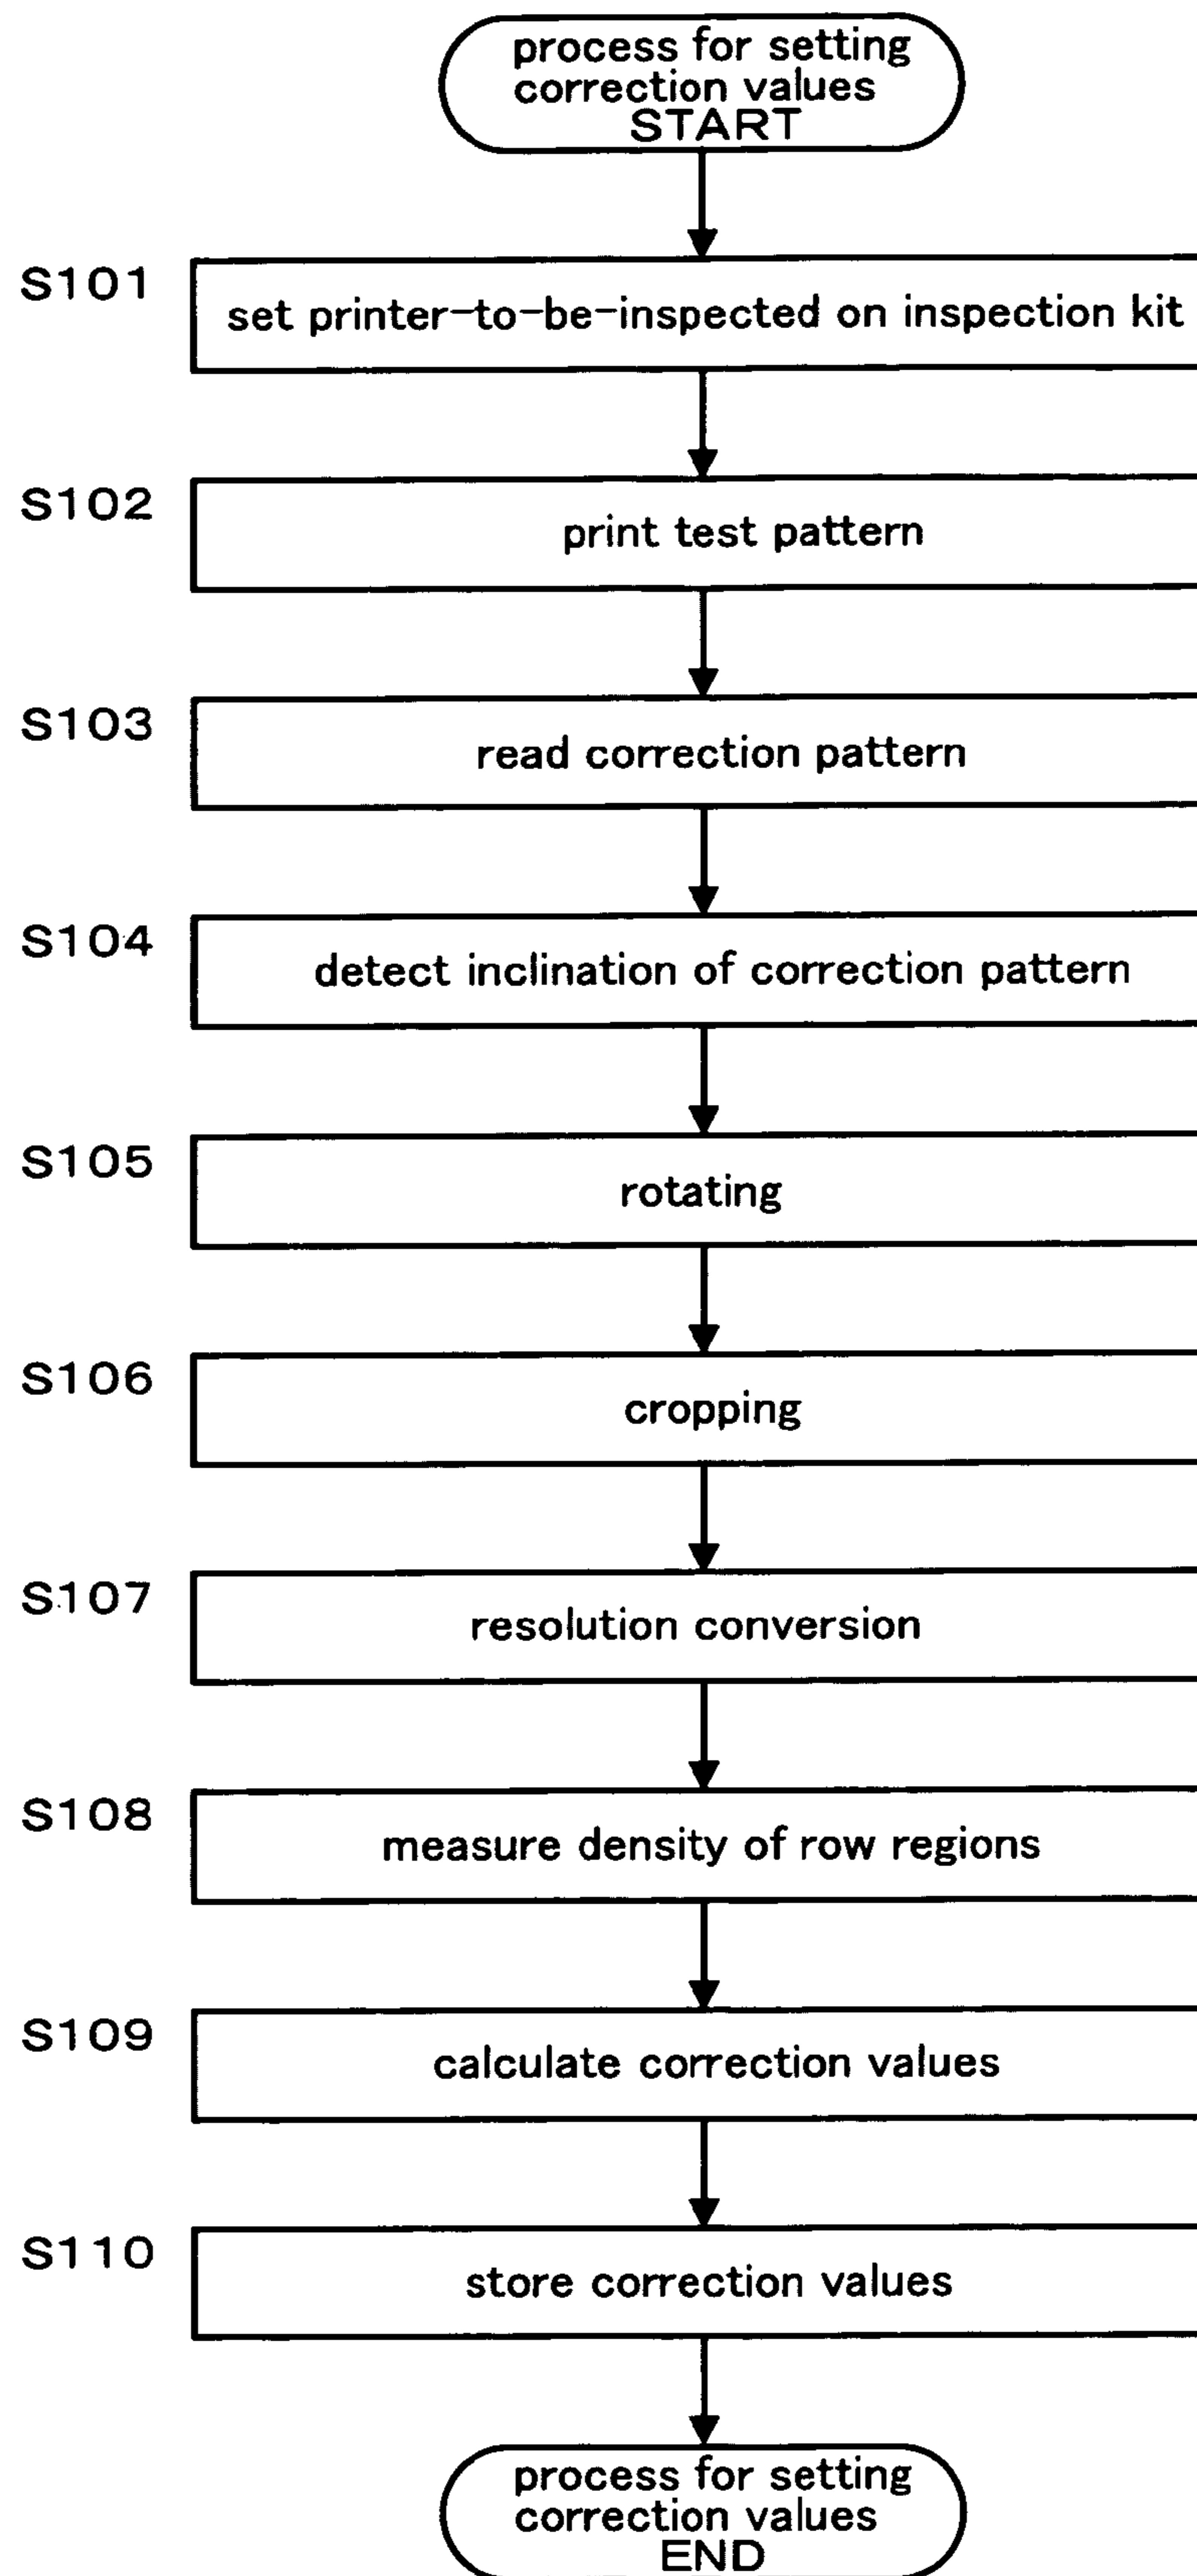 process for setting
correction values
START
S101
set printer-to-be-inspected on inspection kit
S102
print test pattern
S103
read correction pattern
S104
detect inclination of correction pattern
S105
rotating
S106
cropping
S107
resolution conversion
S108
measure density of row regions
S109
calculate correction values
S110
store correction values
process for setting
correction values
END